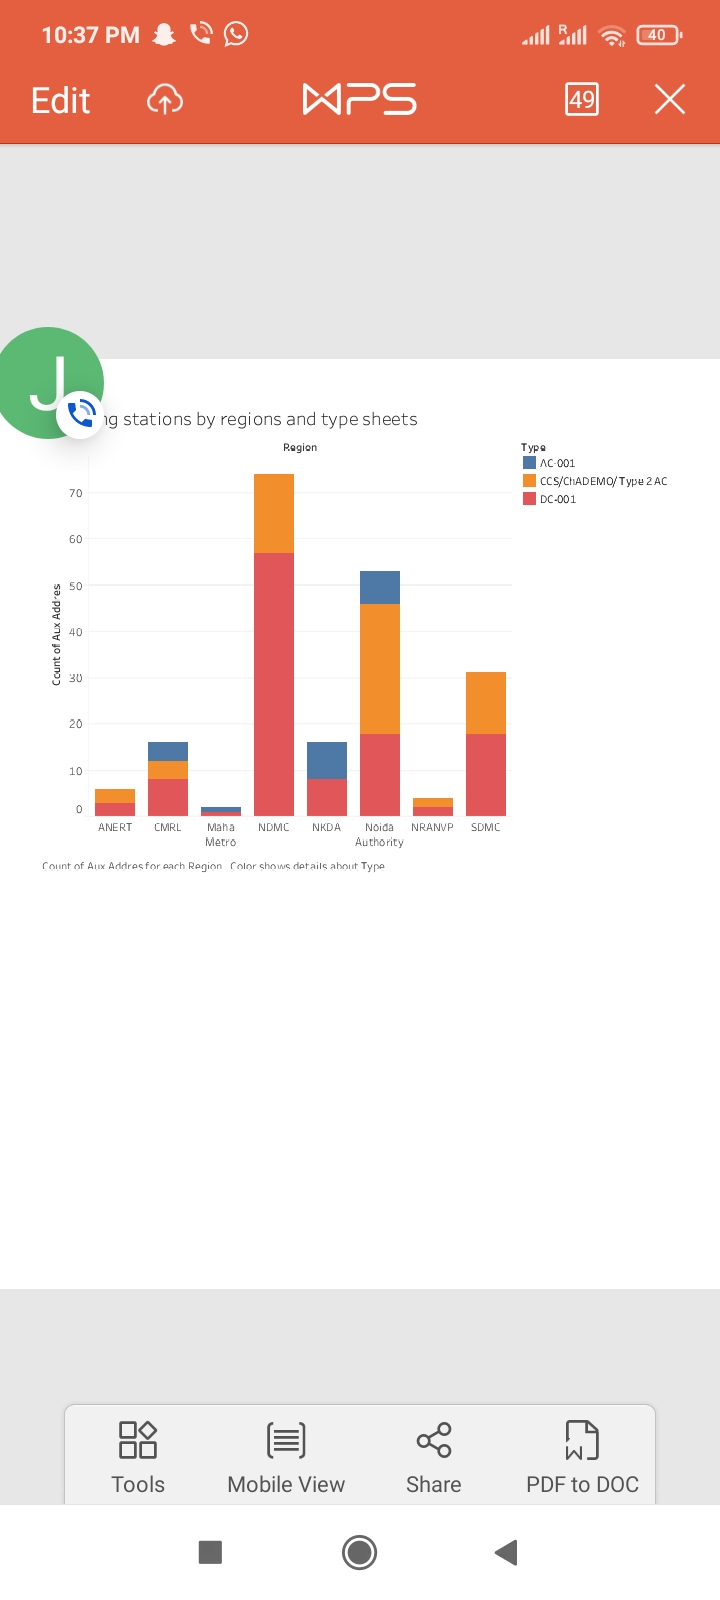 10:37 PM R 40
Edit WPS 49
J
ng stations by regions and type sheets
Region
Type
AC-001
CCS/ChADEMO/ Type 2 AC
DC-001
Count of Aux Addres
70
60
50
40
30
20
10
0
ANERT CMRL Maha Metro NDMC NKDA Noida Authority NRANVP SDMC
Count of Aux Addres for each Region. Color shows details about Type.
Tools Mobile View Share PDF to DOC